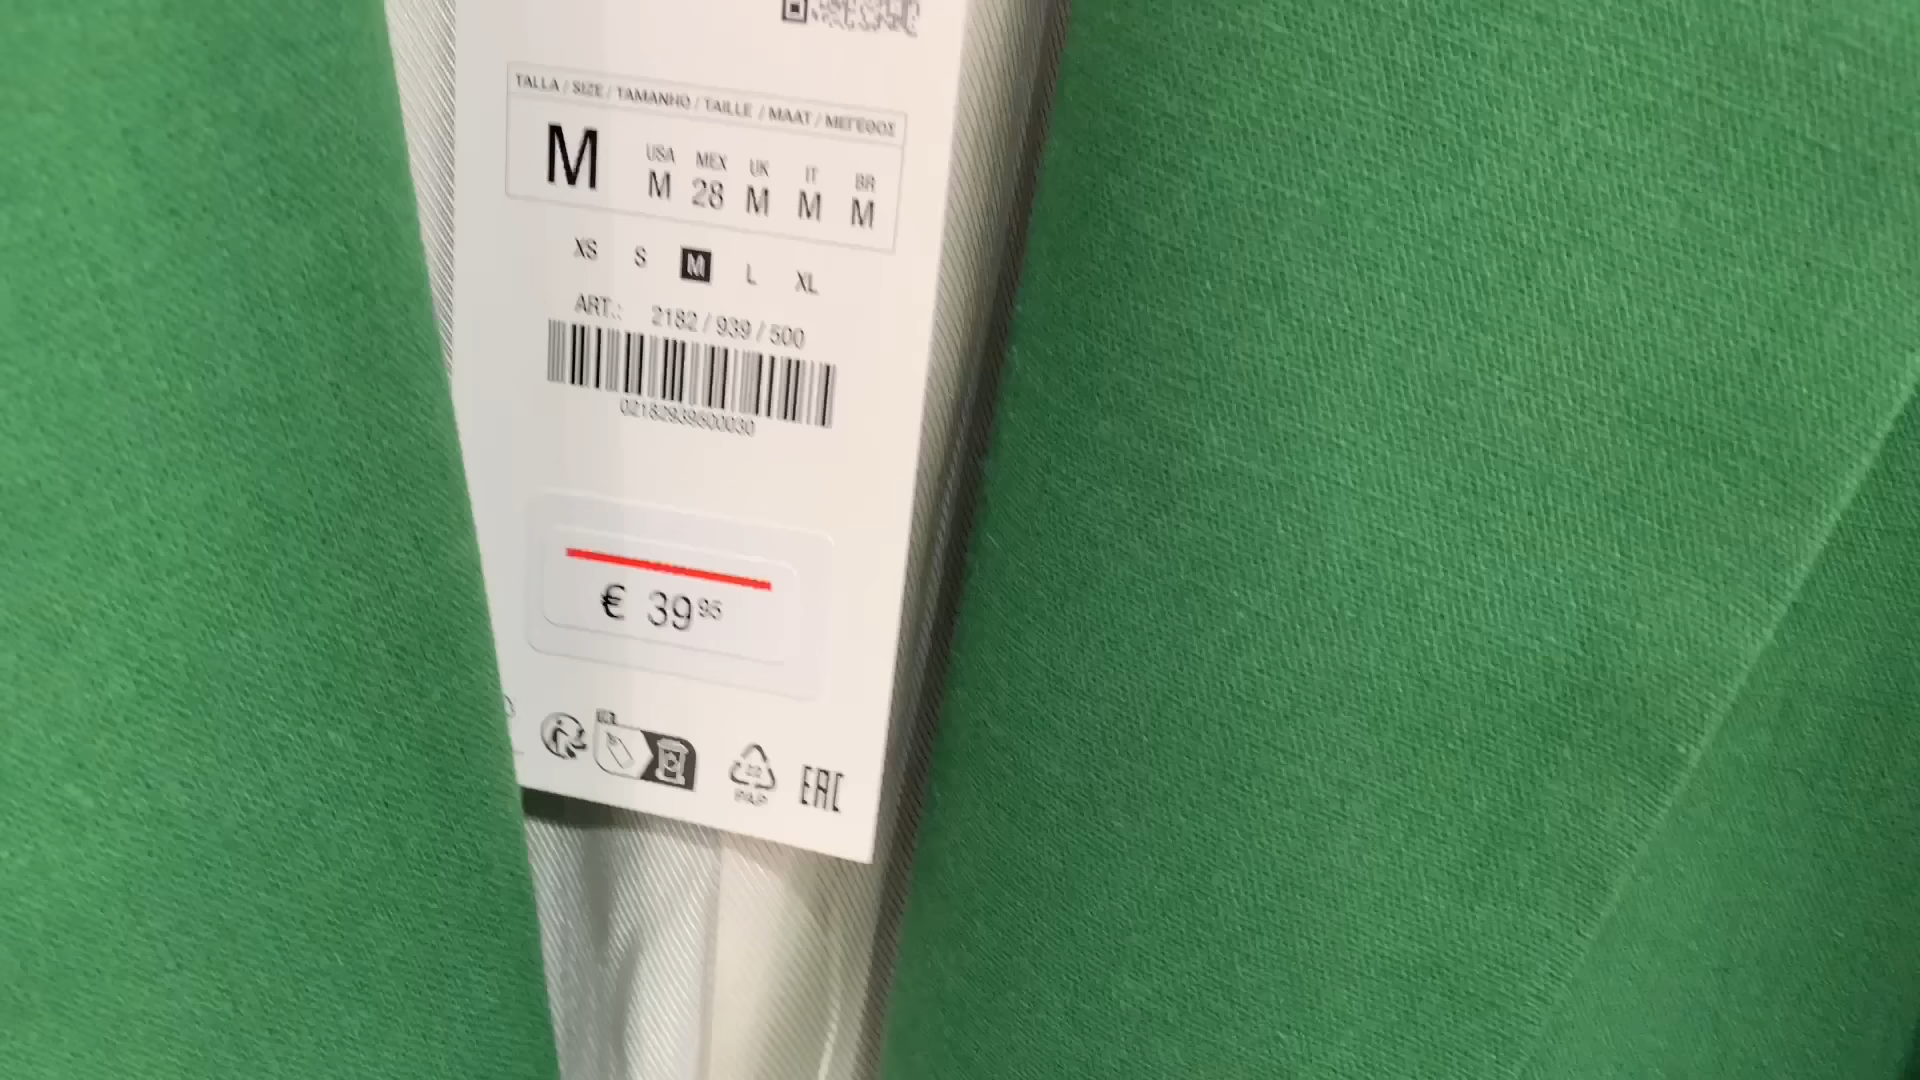 TALLA / SIZE / TAMANHO / TAILLE / MAAT / ΜΕΓΕΘΟΣ
M
USA MEX UK IT BR
M 28 M M M
XS S M L XL
ART.: 2182 / 939 / 500
02182939500030
€ 39 95
PAP
EAC